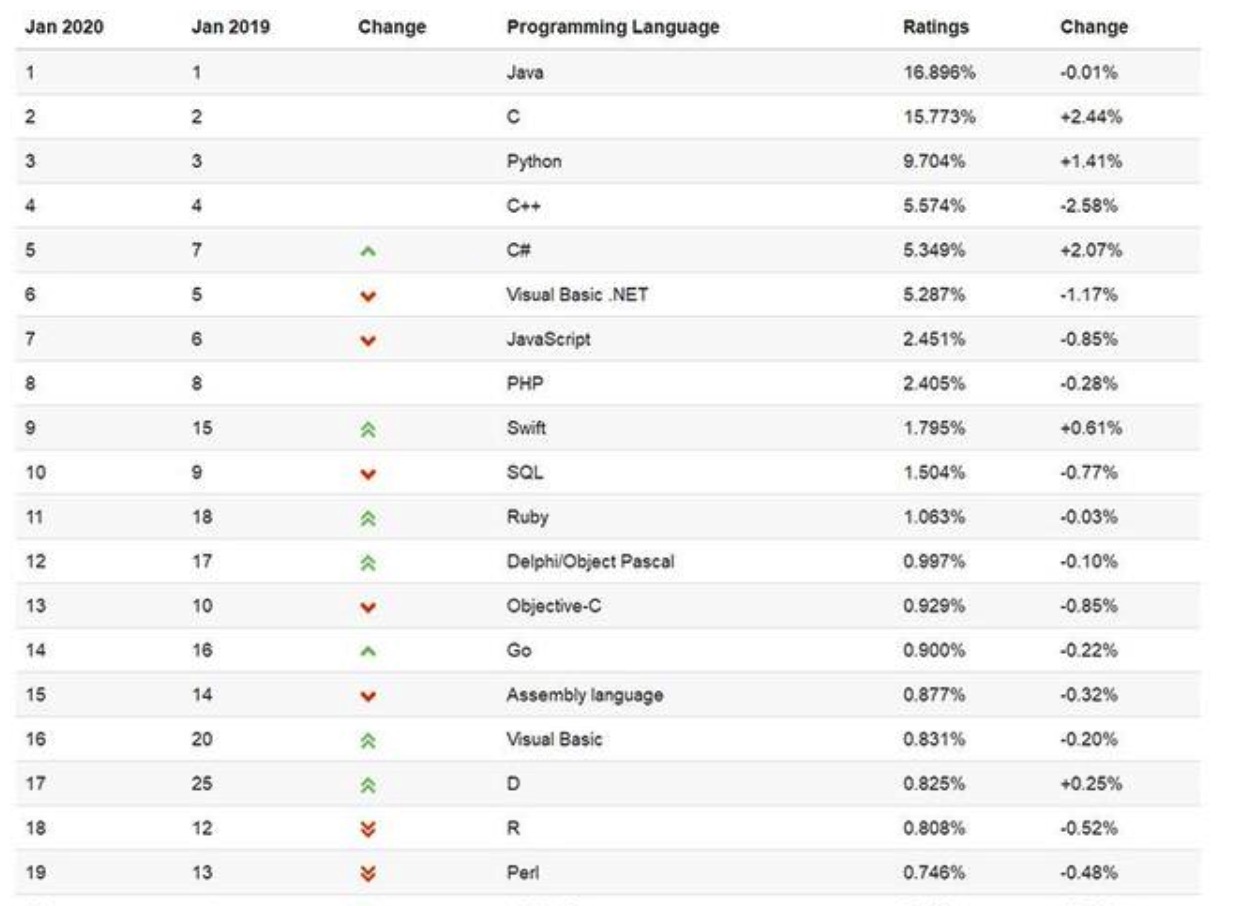 Jan 2020 Jan 2019 Change Programming Language Ratings Change
1 1 Java 16.896% -0.01%
2 2 C 15.773% +2.44%
3 3 Python 9.704% +1.41%
4 4 C++ 5.574% -2.58%
5 7 C# 5.349% +2.07%
6 5 Visual Basic .NET 5.287% -1.17%
7 6 JavaScript 2.451% -0.85%
8 8 PHP 2.405% -0.28%
9 15 Swift 1.795% +0.61%
10 9 SQL 1.504% -0.77%
11 18 Ruby 1.063% -0.03%
12 17 Delphi/Object Pascal 0.997% -0.10%
13 10 Objective-C 0.929% -0.85%
14 16 Go 0.900% -0.22%
15 14 Assembly language 0.877% -0.32%
16 20 Visual Basic 0.831% -0.20%
17 25 D 0.825% +0.25%
18 12 R 0.808% -0.52%
19 13 Perl 0.746% -0.48%